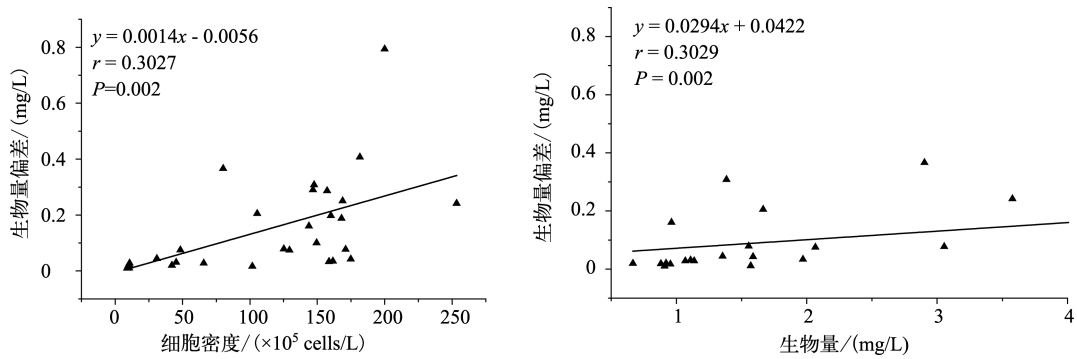 y = 0.0014x - 0.0056
r = 0.3027
P=0.002
生物量偏差/(mg/L)
0.8
0.6
0.4
0.2
0
0 50 100 150 200 250
细胞密度/(×10⁵ cells/L)
y = 0.0294x + 0.0422
r = 0.3029
P = 0.002
生物量偏差/(mg/L)
0.8
0.6
0.4
0.2
0
1 2 3 4
生物量/(mg/L)